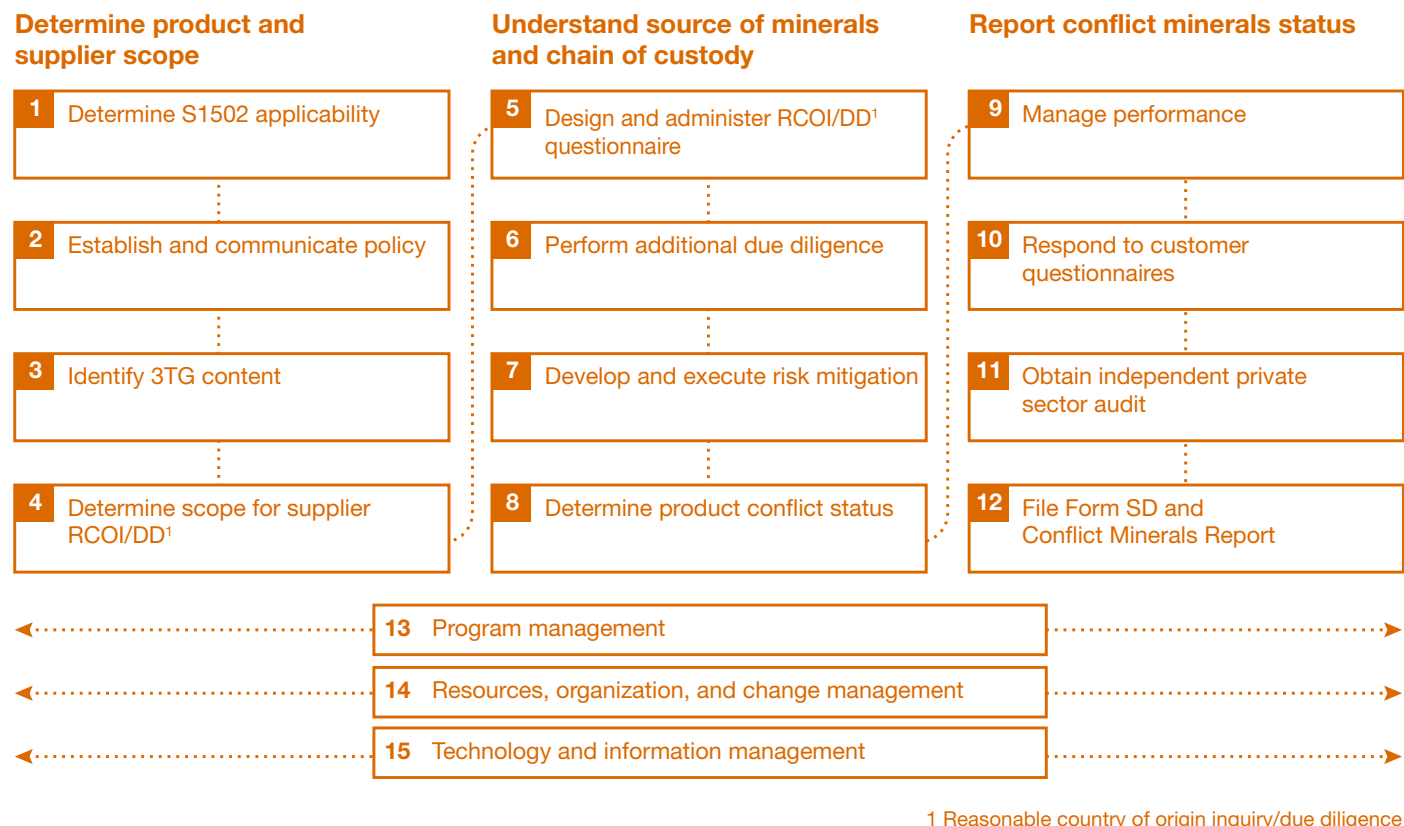 Determine product and
supplier scope
1 Determine S1502 applicability
2 Establish and communicate policy
3 Identify 3TG content
4 Determine scope for supplier
RCOI/DD¹
Understand source of minerals
and chain of custody
5 Design and administer RCOI/DD¹
questionnaire
6 Perform additional due diligence
7 Develop and execute risk mitigation
8 Determine product conflict status
Report conflict minerals status
9 Manage performance
10 Respond to customer
questionnaires
11 Obtain independent private
sector audit
12 File Form SD and
Conflict Minerals Report
13 Program management
14 Resources, organization, and change management
15 Technology and information management
1 Reasonable country of origin inquiry/due diligence